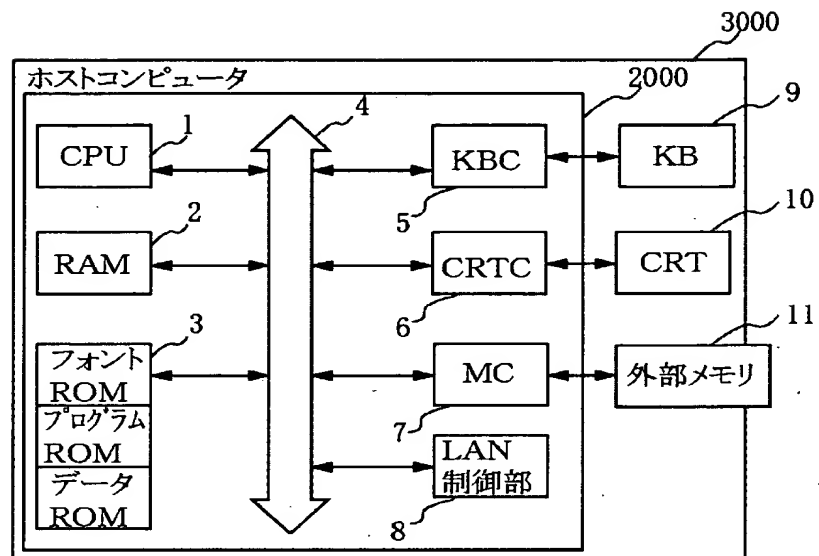 3000
ホストコンピュータ
2000
1
4
9
CPU
KBC
KB
5
2
10
RAM
CRTC
CRT
6
3
11
フォント
ROM
MC
外部メモリ
7
プログラム
ROM
LAN
制御部
データ
ROM
8